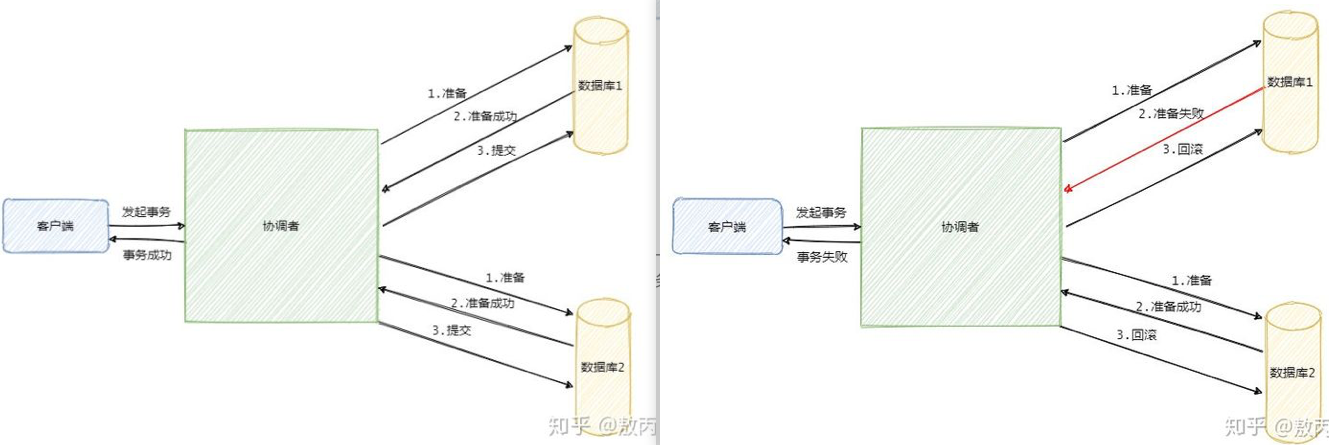 数据库1
1.准备
2.准备成功
3.提交
客户端
发起事务
事务成功
协调者
1.准备
2.准备成功
3.提交
数据库2
知乎 @敖丙
数据库1
1.准备
2.准备失败
3.回滚
客户端
发起事务
事务失败
协调者
1.准备
2.准备成功
3.回滚
数据库2
知乎 @敖丙